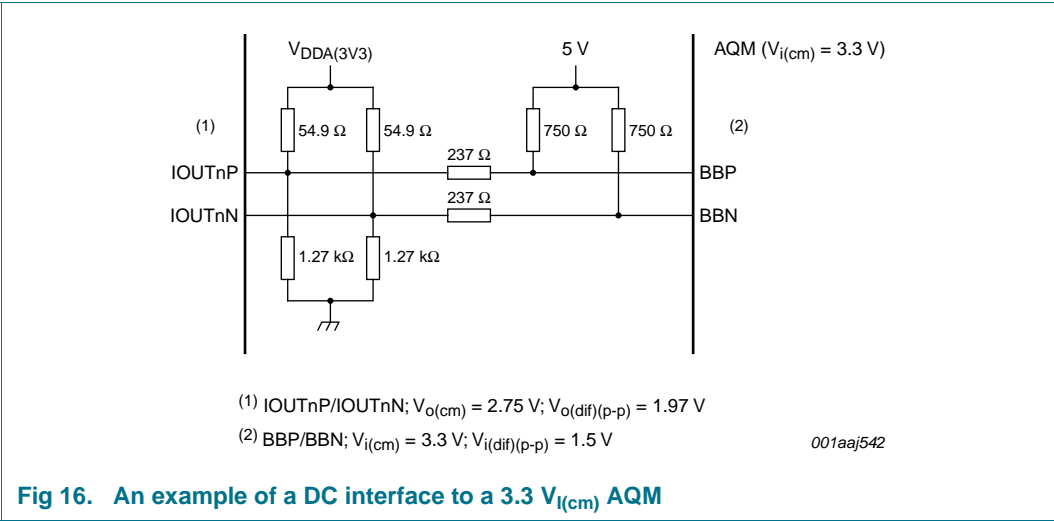 VDDA(3V3)
5 V
AQM (Vi(cm) = 3.3 V)
(1)
54.9 Ω
54.9 Ω
750 Ω
750 Ω
(2)
237 Ω
IOUTnP
BBP
237 Ω
IOUTnN
BBN
1.27 kΩ
1.27 kΩ
(1) IOUTnP/IOUTnN; Vo(cm) = 2.75 V; Vo(dif)(p-p) = 1.97 V
(2) BBP/BBN; Vi(cm) = 3.3 V; Vi(dif)(p-p) = 1.5 V
001aaj542
Fig 16. An example of a DC interface to a 3.3 VI(cm) AQM